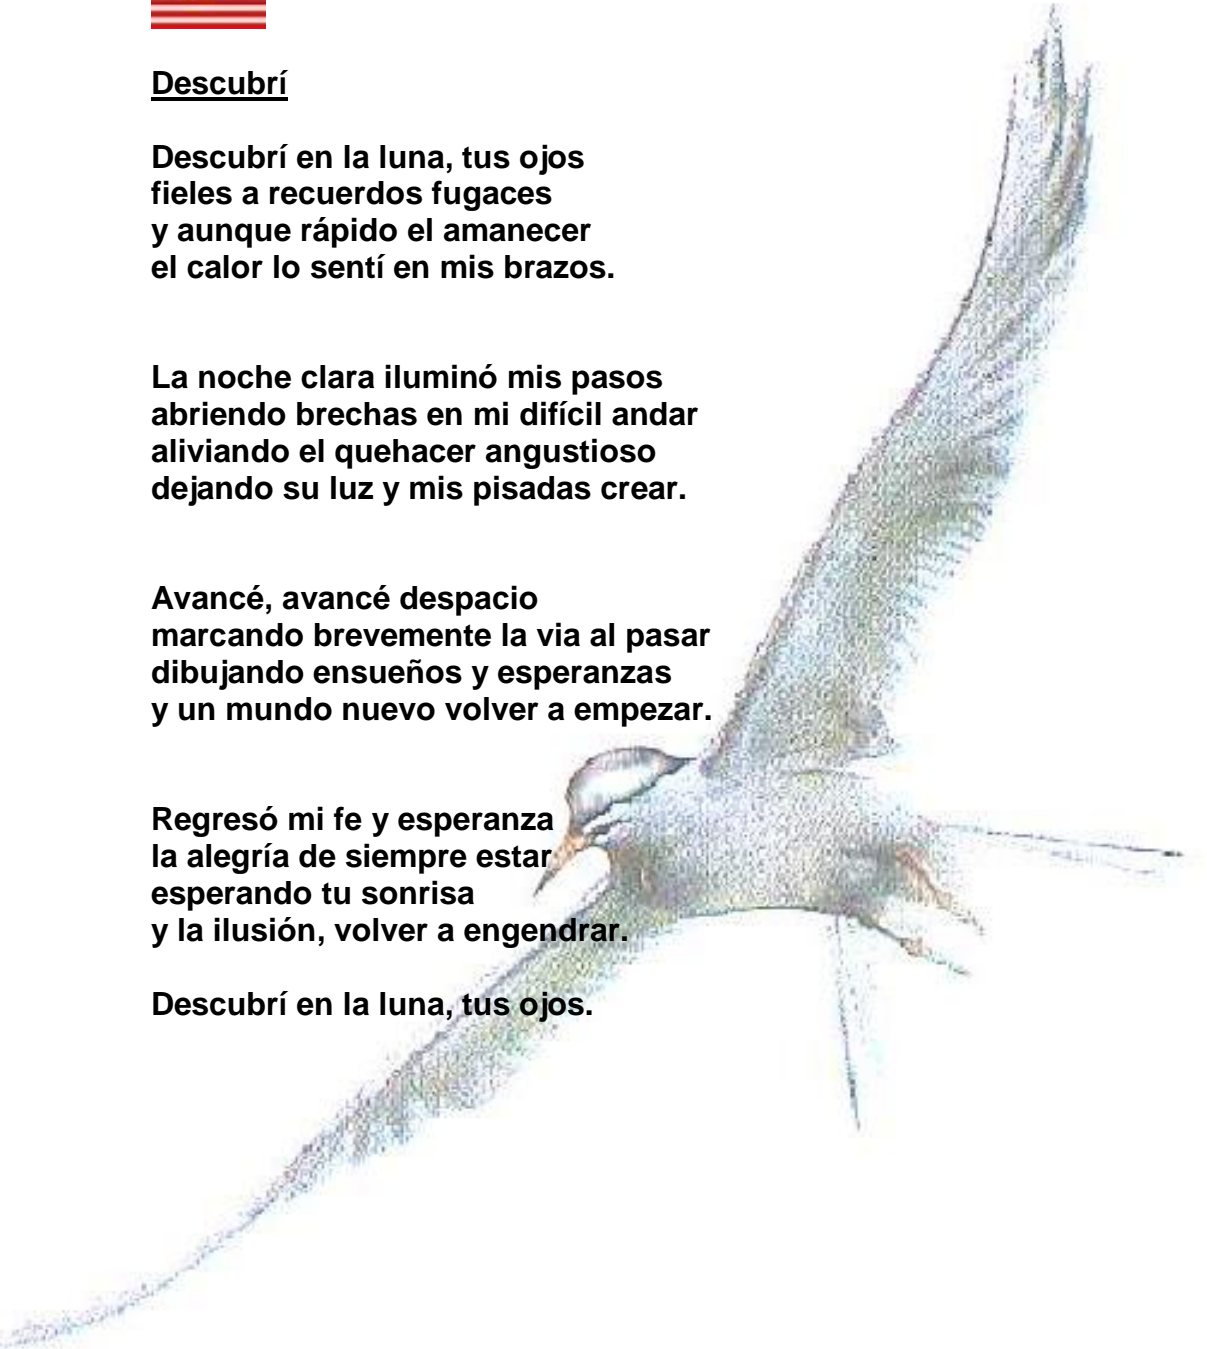 Descubrí
Descubrí en la luna, tus ojos
fieles a recuerdos fugaces
y aunque rápido el amanecer
el calor lo sentí en mis brazos.
La noche clara iluminó mis pasos
abriendo brechas en mi difícil andar
aliviando el quehacer angustioso
dejando su luz y mis pisadas crear.
Avancé, avancé despacio
marcando brevemente la via al pasar
dibujando ensueños y esperanzas
y un mundo nuevo volver a empezar.
Regresó mi fe y esperanza
la alegría de siempre estar
esperando tu sonrisa
y la ilusión, volver a engendrar.
Descubrí en la luna, tus ojos.